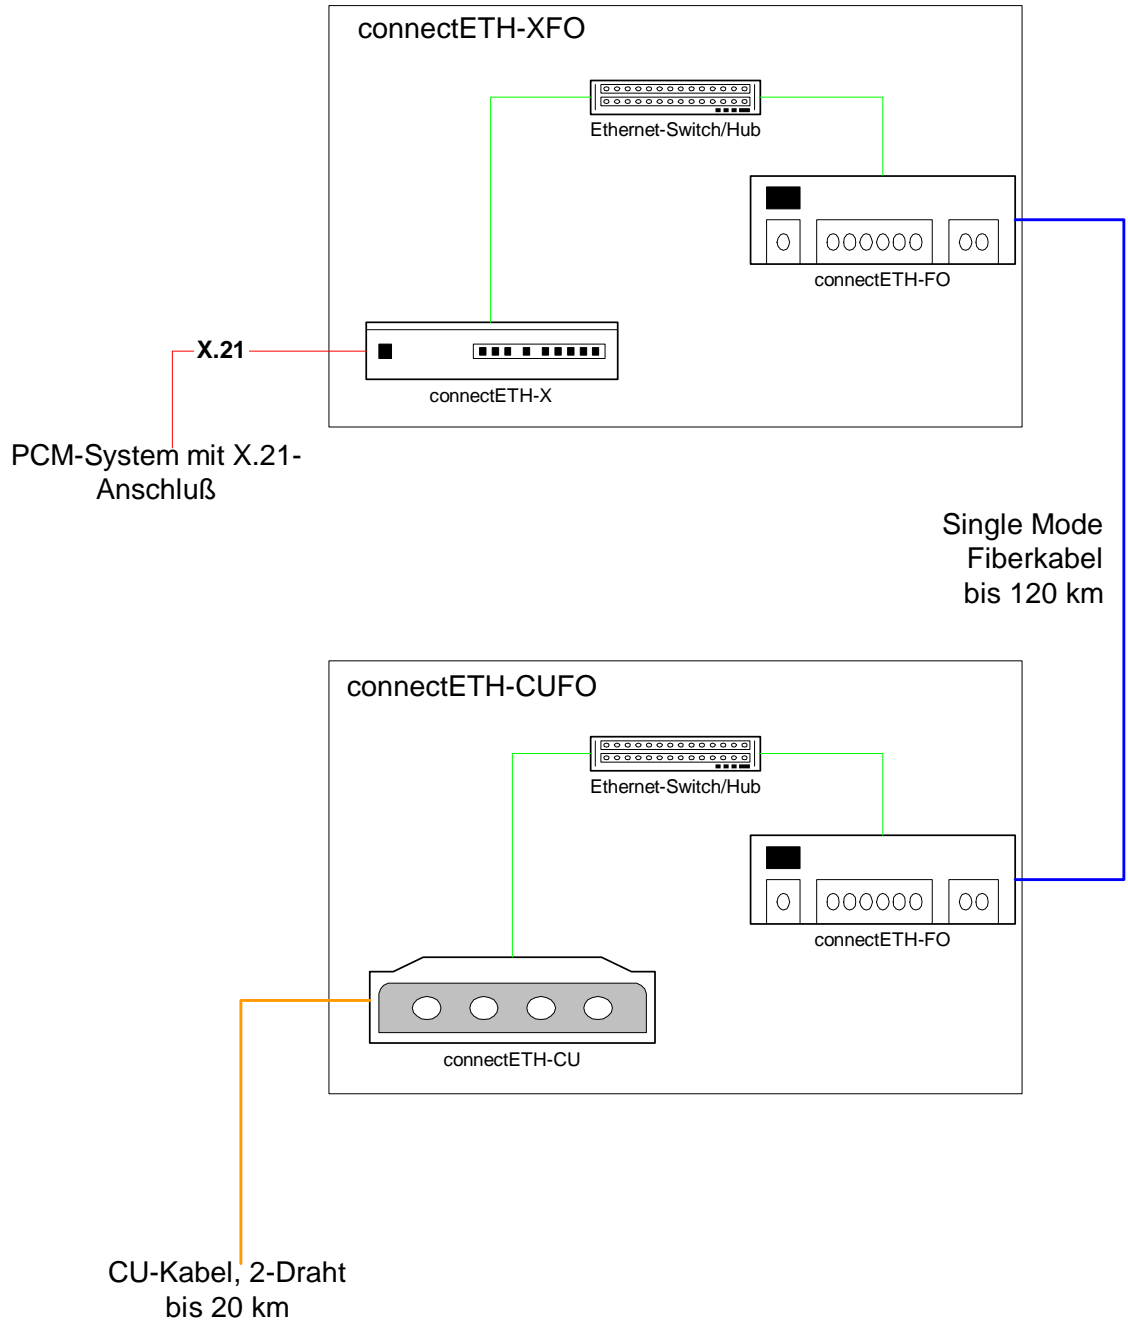 connectETH-XFO
Ethernet-Switch/Hub
connectETH-FO
X.21
connectETH-X
PCM-System mit X.21-
Anschluß
Single Mode
Fiberkabel
bis 120 km
connectETH-CUFO
Ethernet-Switch/Hub
connectETH-FO
connectETH-CU
CU-Kabel, 2-Draht
bis 20 km